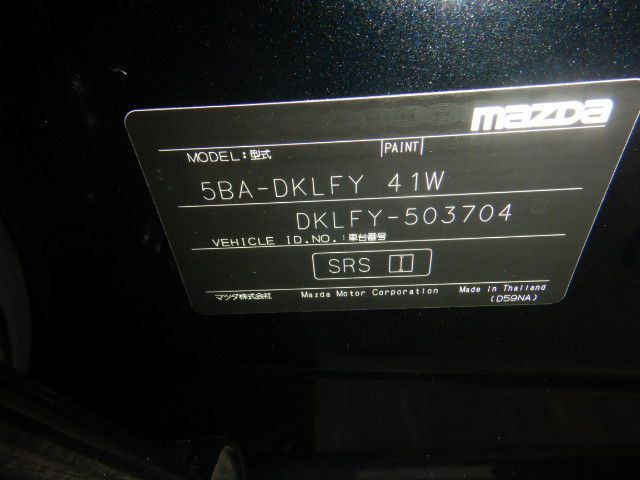 mazda
MODEL:型式 PAINT
5BA-DKLFY 41W
DKLFY-503704
VEHICLE ID.NO.:車台番号
SRS I
マツダ株式会社 Mazda Motor Corporation Made in Thailand
(D59NA)